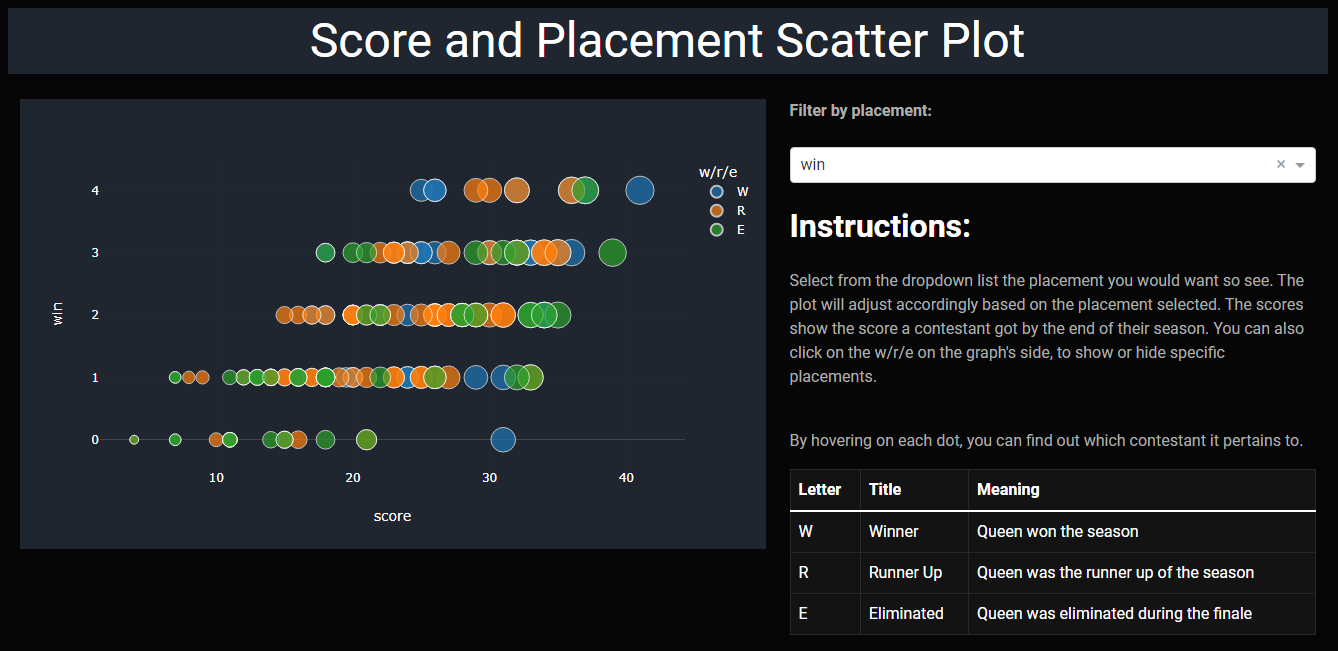 Score and Placement Scatter Plot
w/r/e
W
R
E
4
3
2
1
0
win
10 20 30 40
score
Filter by placement:
win ×
Instructions:
Select from the dropdown list the placement you would want so see. The
plot will adjust accordingly based on the placement selected. The scores
show the score a contestant got by the end of their season. You can also
click on the w/r/e on the graph's side, to show or hide specific
placements.
By hovering on each dot, you can find out which contestant it pertains to.
Letter Title Meaning
W Winner Queen won the season
R Runner Up Queen was the runner up of the season
E Eliminated Queen was eliminated during the finale